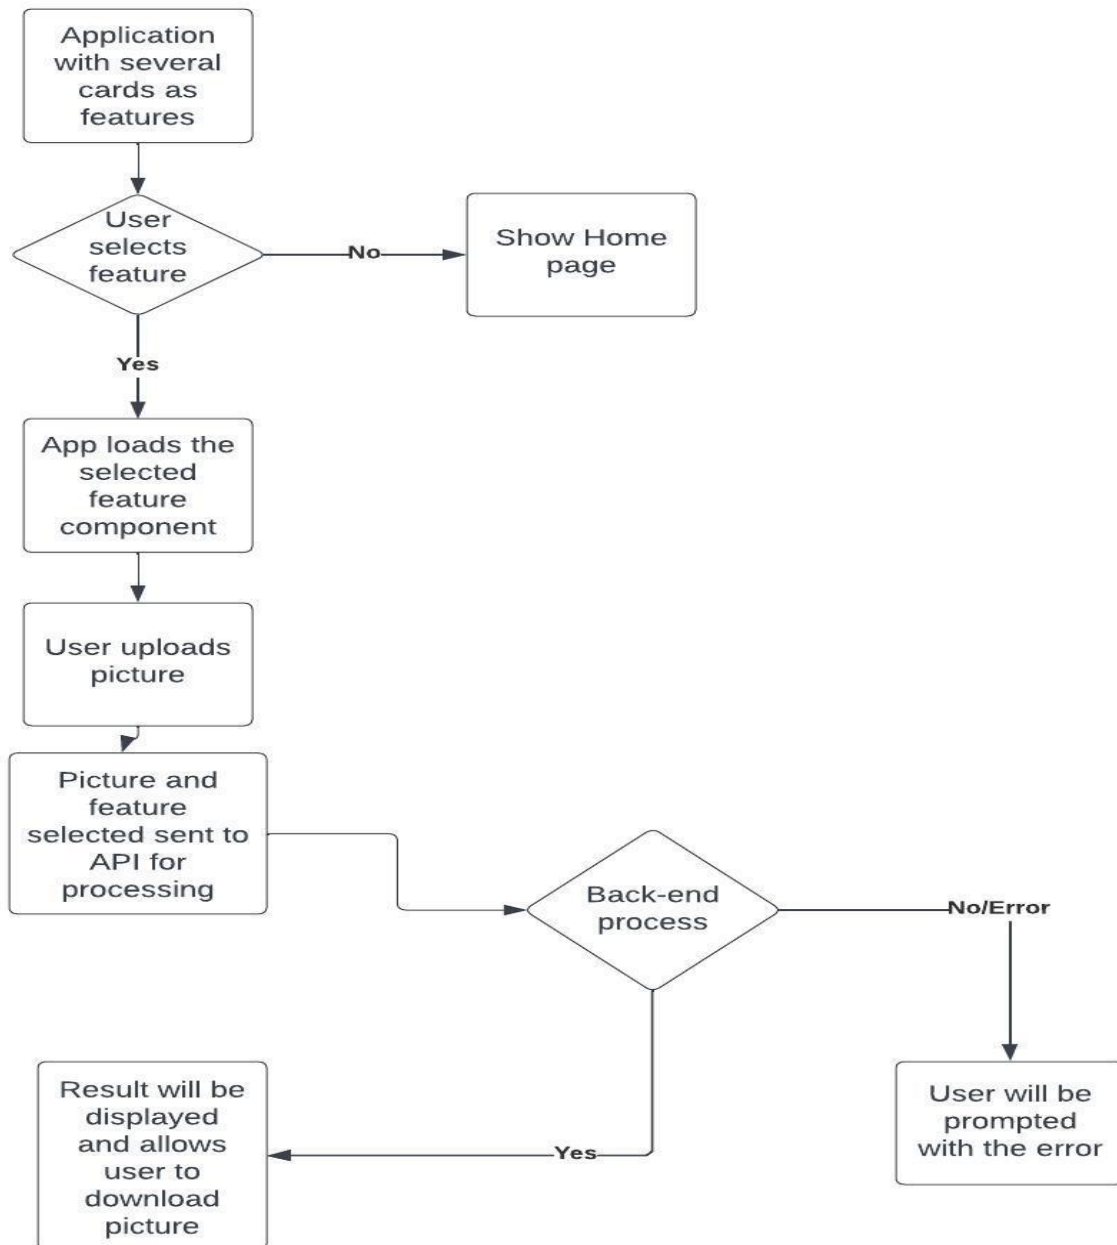 Application
with several
cards as
features
User
selects
feature
No
Show Home
page
Yes
App loads the
selected
feature
component
User uploads
picture
Picture and
feature
selected sent to
API for
processing
Back-end
process
No/Error
Yes
Result will be
displayed
and allows
user to
download
picture
User will be
prompted
with the error